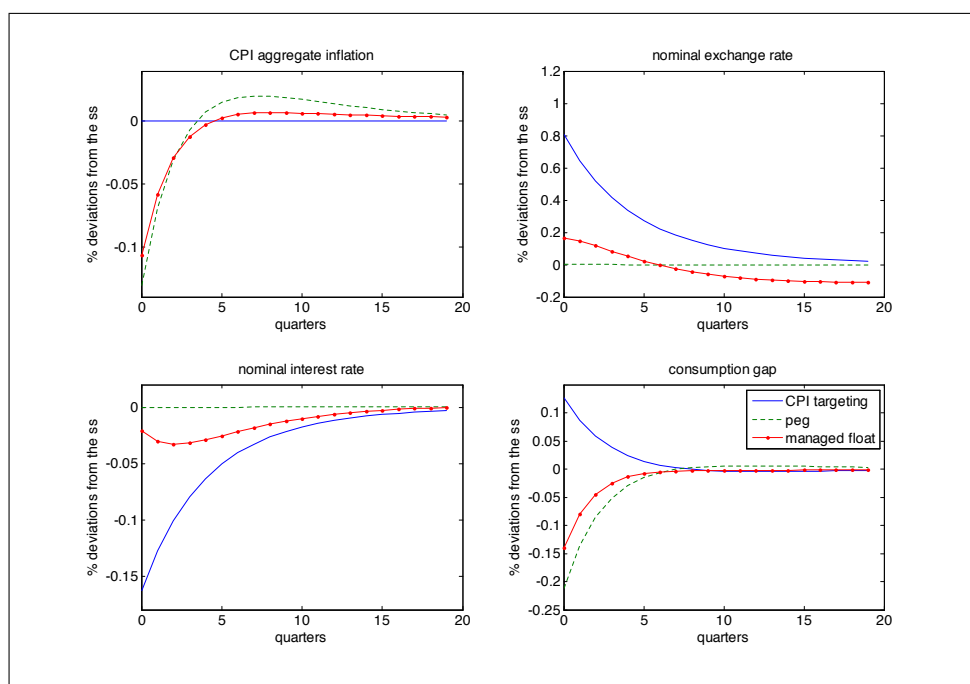 CPI aggregate inflation
% deviations from the ss
0
-0.05
-0.1
0 5 10 15 20
quarters
nominal exchange rate
% deviations from the ss
1.2
1
0.8
0.6
0.4
0.2
0
-0.2
0 5 10 15 20
quarters
nominal interest rate
% deviations from the ss
0
-0.05
-0.1
-0.15
0 5 10 15 20
quarters
consumption gap
% deviations from the ss
0.1
0.05
0
-0.05
-0.1
-0.15
-0.2
-0.25
0 5 10 15 20
quarters
CPI targeting
peg
managed float